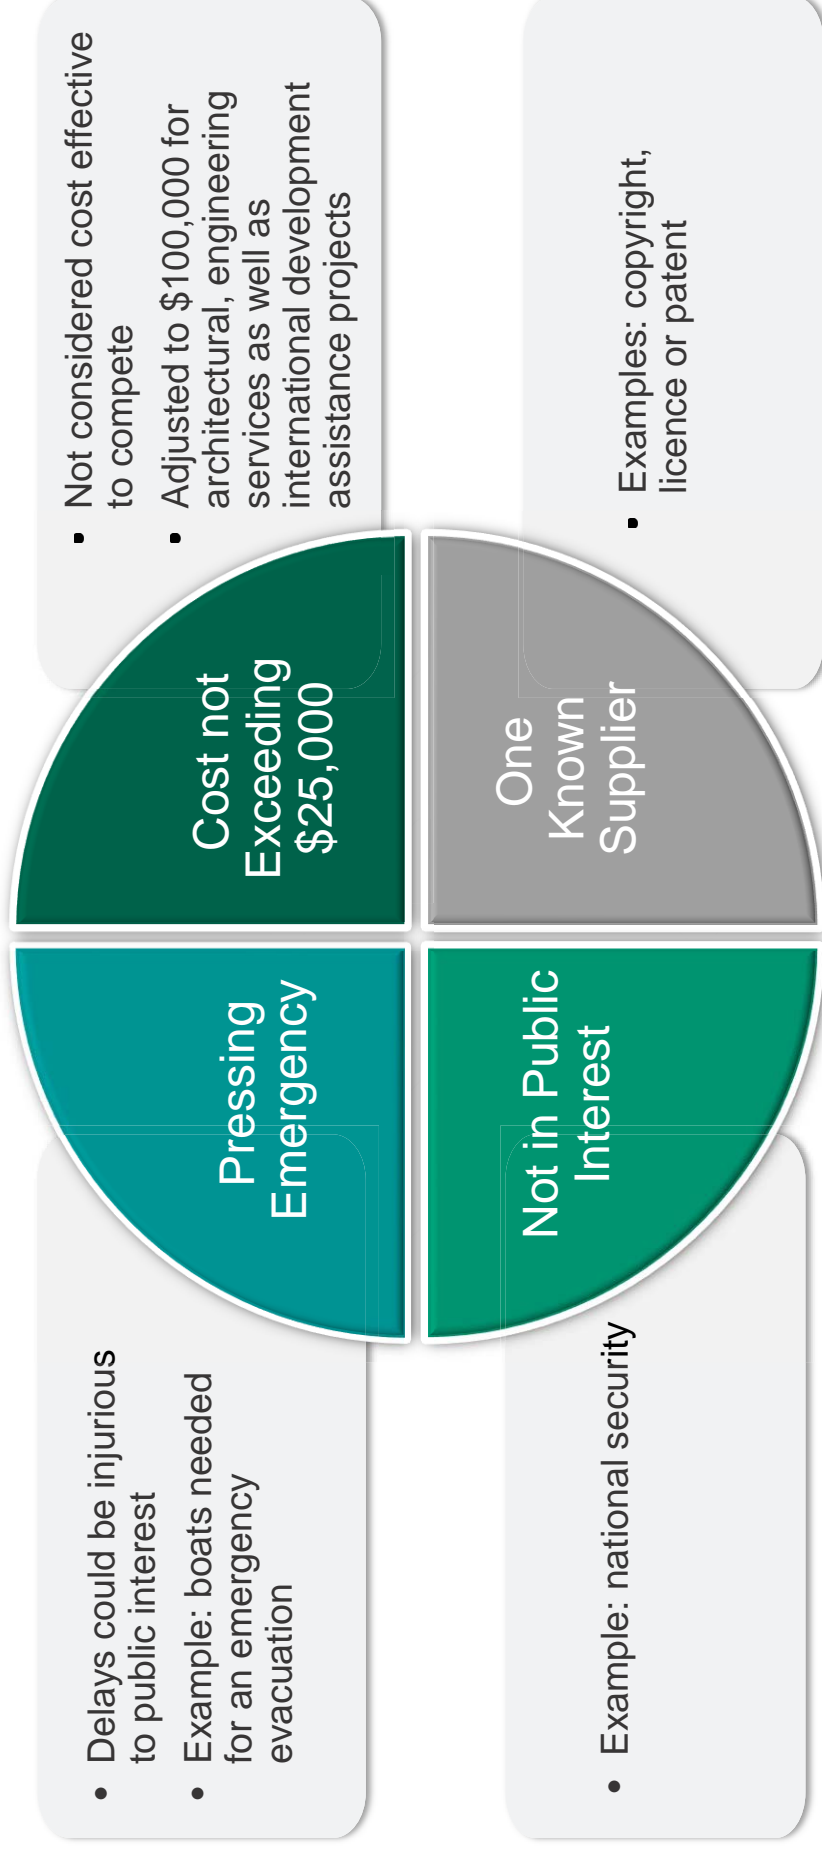 • Delays could be injurious
to public interest
• Example: boats needed
for an emergency
evacuation
Pressing
Emergency
Cost not
Exceeding
$25,000
▪ Not considered cost effective
to compete
▪ Adjusted to $100,000 for
architectural, engineering
services as well as
international development
assistance projects
• Example: national security
Not in Public
Interest
One
Known
Supplier
▪ Examples: copyright,
licence or patent